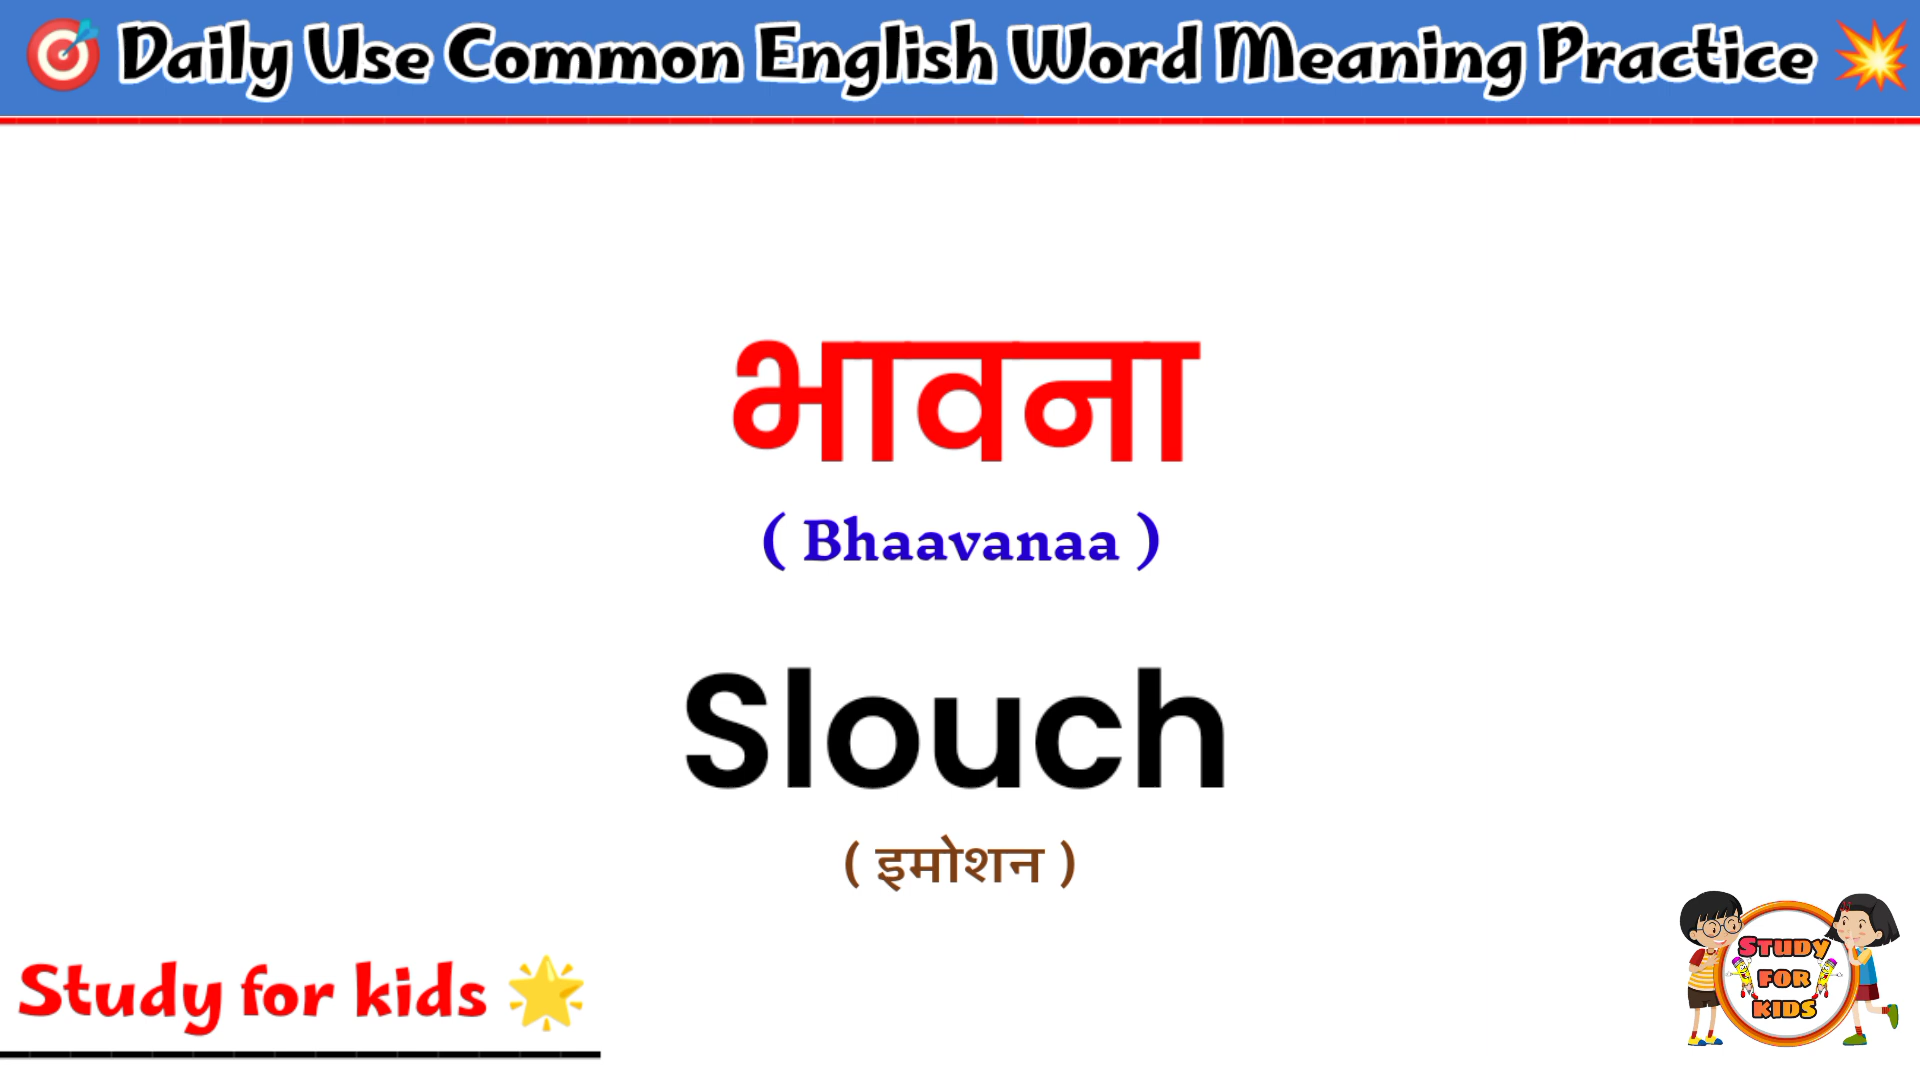 🎯 Daily Use Common English Word Meaning Practice 💥
भावना
( Bhaavanaa )
Slouch
( इमोशन )
Study for kids 🌟
STUDY
FOR
KIDS